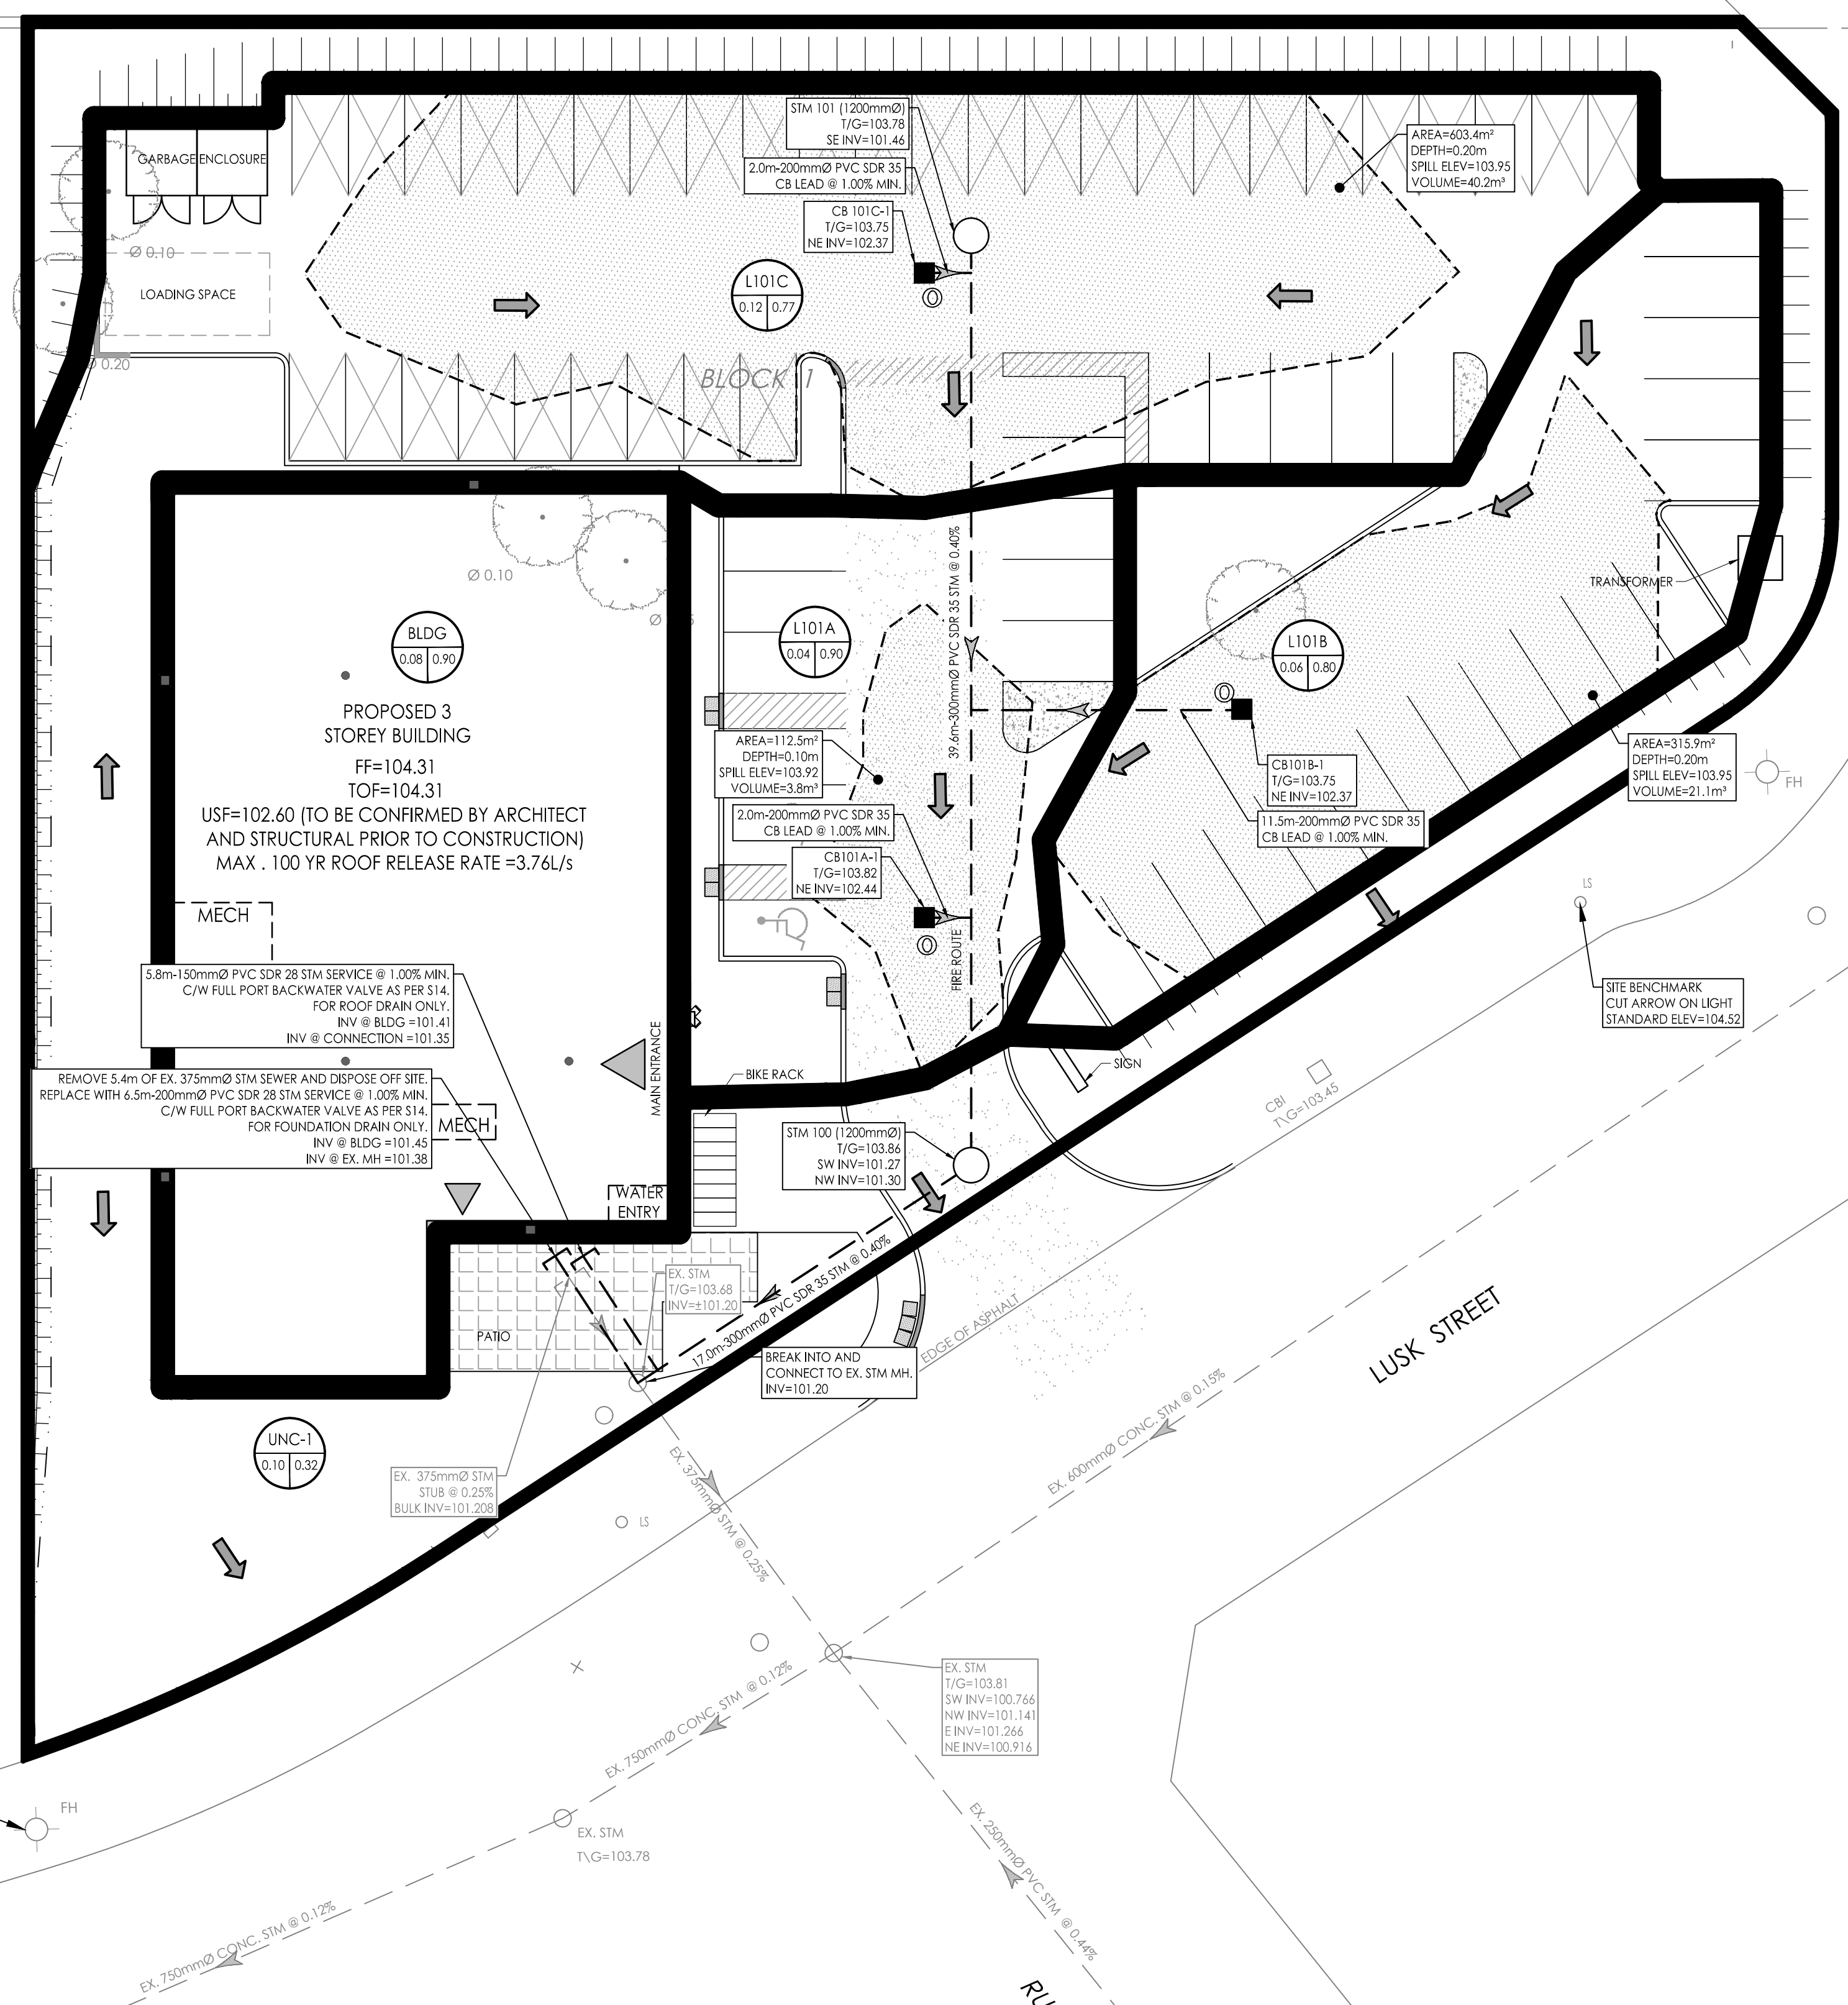 STM 101 (1200mmØ)
T/G=103.78
SE INV=101.46
2.0m-200mmØ PVC SDR 35
CB LEAD @ 1.00% MIN.
CB 101C-1
T/G=103.75
NE INV=102.37
AREA=603.4m²
DEPTH=0.20m
SPILL ELEV=103.95
VOLUME=40.2m³
GARBAGE ENCLOSURE
Ø 0.10
LOADING SPACE
0.20
L101C
0.12 0.77
BLOCK 1
Ø 0.10
Ø
BLDG
0.08 0.90
PROPOSED 3
STOREY BUILDING
FF=104.31
TOF=104.31
USF=102.60 (TO BE CONFIRMED BY ARCHITECT
AND STRUCTURAL PRIOR TO CONSTRUCTION)
MAX . 100 YR ROOF RELEASE RATE =3.76L/s
MECH
L101A
0.04 0.90
39.6m-300mmØ PVC SDR 35 STM @ 0.40%
L101B
0.06 0.80
TRANSFORMER
AREA=112.5m²
DEPTH=0.10m
SPILL ELEV=103.92
VOLUME=3.8m³
2.0m-200mmØ PVC SDR 35
CB LEAD @ 1.00% MIN.
CB101A-1
T/G=103.82
NE INV=102.44
FIRE ROUTE
CB101B-1
T/G=103.75
NE INV=102.37
11.5m-200mmØ PVC SDR 35
CB LEAD @ 1.00% MIN.
AREA=315.9m²
DEPTH=0.20m
SPILL ELEV=103.95
VOLUME=21.1m³
FH
LS
SITE BENCHMARK
CUT ARROW ON LIGHT
STANDARD ELEV=104.52
5.8m-150mmØ PVC SDR 28 STM SERVICE @ 1.00% MIN.
C/W FULL PORT BACKWATER VALVE AS PER S14.
FOR ROOF DRAIN ONLY.
INV @ BLDG =101.41
INV @ CONNECTION =101.35
REMOVE 5.4m OF EX. 375mmØ STM SEWER AND DISPOSE OFF SITE.
REPLACE WITH 6.5m-200mmØ PVC SDR 28 STM SERVICE @ 1.00% MIN.
C/W FULL PORT BACKWATER VALVE AS PER S14.
FOR FOUNDATION DRAIN ONLY.
INV @ BLDG =101.45
INV @ EX. MH =101.38
MECH
MAIN ENTRANCE
BIKE RACK
SIGN
CBI
T\G=103.45
STM 100 (1200mmØ)
T/G=103.86
SW INV=101.27
NW INV=101.30
WATER
ENTRY
EX. STM
T/G=103.68
INV=±101.20
PATIO
17.0m-300mmØ PVC SDR 35 STM @ 0.40%
BREAK INTO AND
CONNECT TO EX. STM MH.
INV=101.20
EDGE OF ASPHALT
LUSK STREET
UNC-1
0.10 0.32
EX. 375mmØ STM
STUB @ 0.25%
BULK INV=101.208
LS
EX. 375mmØ STM @ 0.25%
EX. 600mmØ CONC. STM @ 0.15%
EX. STM
T/G=103.81
SW INV=100.766
NW INV=101.141
E INV=101.266
NE INV=100.916
EX. 750mmØ CONC. STM @ 0.12%
FH
EX. STM
T\G=103.78
EX. 250mmØ PVC STM @ 0.44%
EX. 750mmØ CONC. STM @ 0.12%